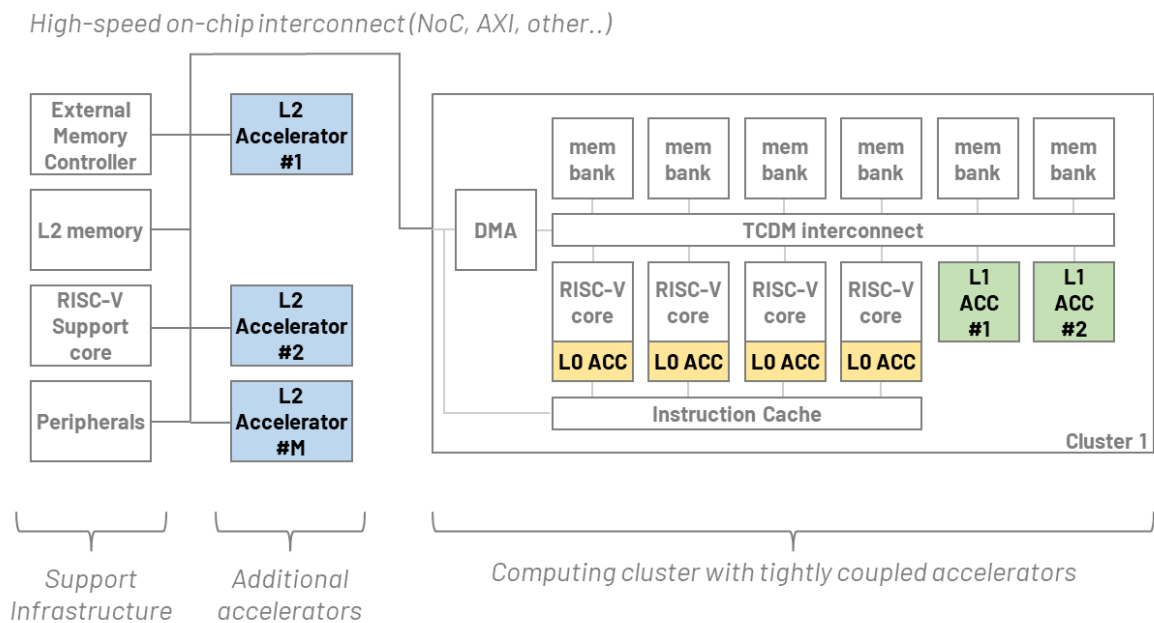 High-speed on-chip interconnect (NoC, AXI, other..)
External
Memory
Controller
L2
Accelerator
#1
L2 memory
RISC-V
Support
core
L2
Accelerator
#2
Peripherals
L2
Accelerator
#M
DMA
mem
bank
mem
bank
mem
bank
mem
bank
mem
bank
mem
bank
TCDM interconnect
RISC-V
core
RISC-V
core
RISC-V
core
RISC-V
core
L1
ACC
#1
L1
ACC
#2
L0 ACC
L0 ACC
L0 ACC
L0 ACC
Instruction Cache
Cluster 1
Support
Infrastructure
Additional
accelerators
Computing cluster with tightly coupled accelerators